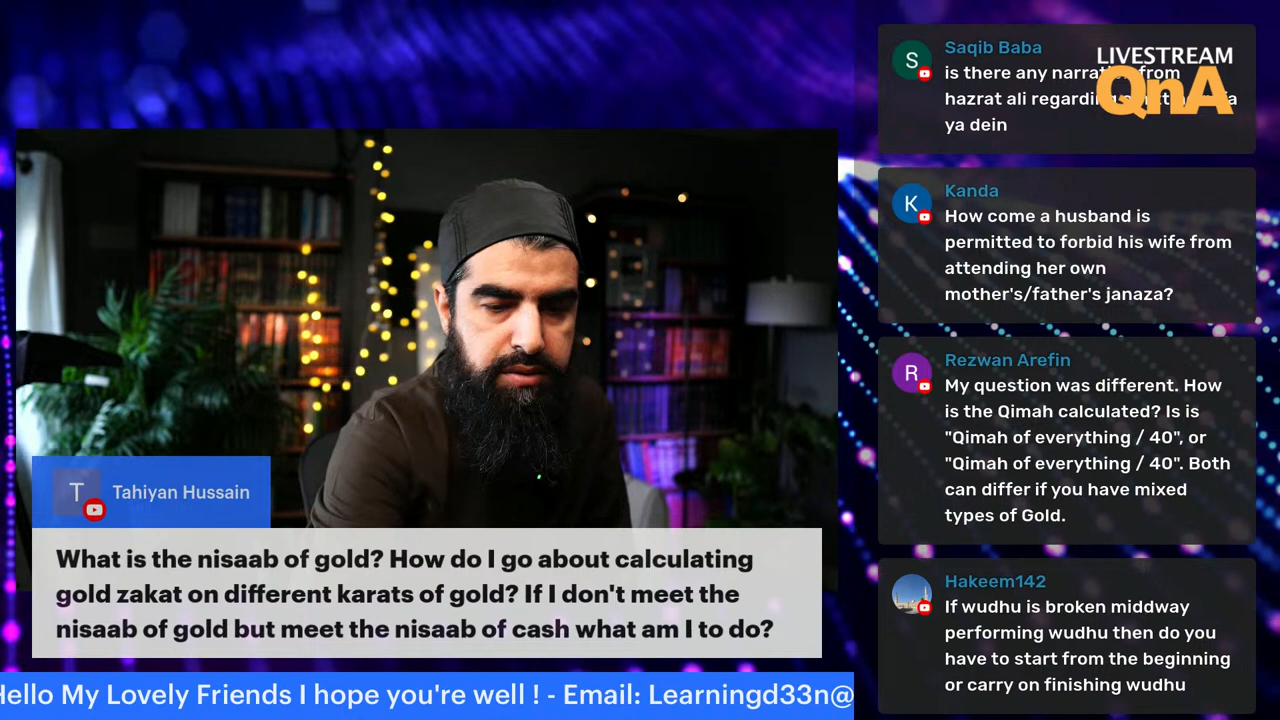 Saqib Baba
is there any from
hazrat ali
ya dein
LIVESTREAM
QnA
S
Kanda
K
How come a husband is
permitted to forbid his wife from
attending her own
mother's/father's janaza?
Rezwan Arefin
R
My question was different. How
is the Qimah calculated? Is is
"Qimah of everything / 40", or
"Qimah of everything / 40". Both
can differ if you have mixed
types of Gold.
Hakeem142
If wudhu is broken middway
performing wudhu then do you
have to start from the beginning
or carry on finishing wudhu
T
Tahiyan Hussain
What is the nisaab of gold? How do I go about calculating
gold zakat on different karats of gold? If I don't meet the
nisaab of gold but meet the nisaab of cash what am I to do?
Hello My Lovely Friends I hope you're well ! - Email: Learningd33n@